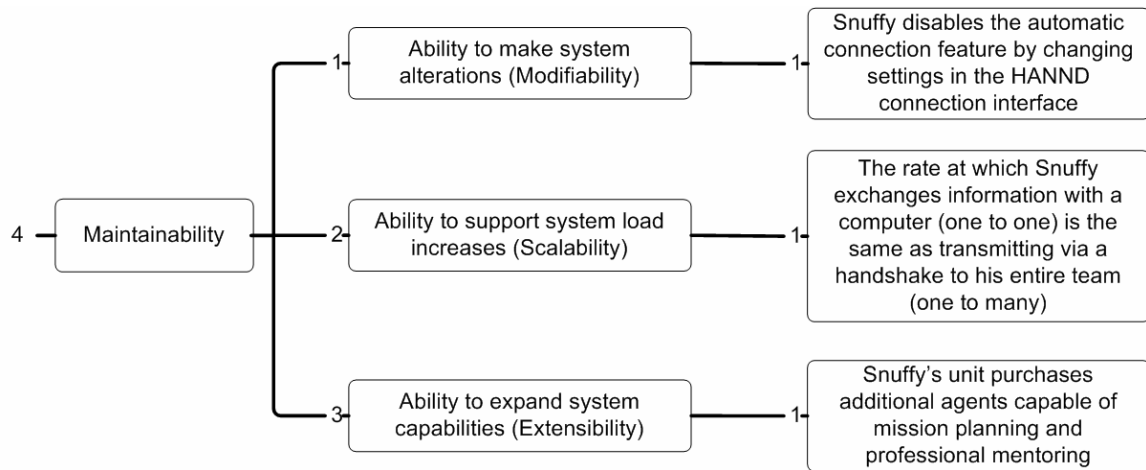 4
Maintainability
1
Ability to make system
alterations (Modifiability)
1
Snuffy disables the automatic
connection feature by changing
settings in the HANND
connection interface
2
Ability to support system load
increases (Scalability)
1
The rate at which Snuffy
exchanges information with a
computer (one to one) is the
same as transmitting via a
handshake to his entire team
(one to many)
3
Ability to expand system
capabilities (Extensibility)
1
Snuffy’s unit purchases
additional agents capable of
mission planning and
professional mentoring